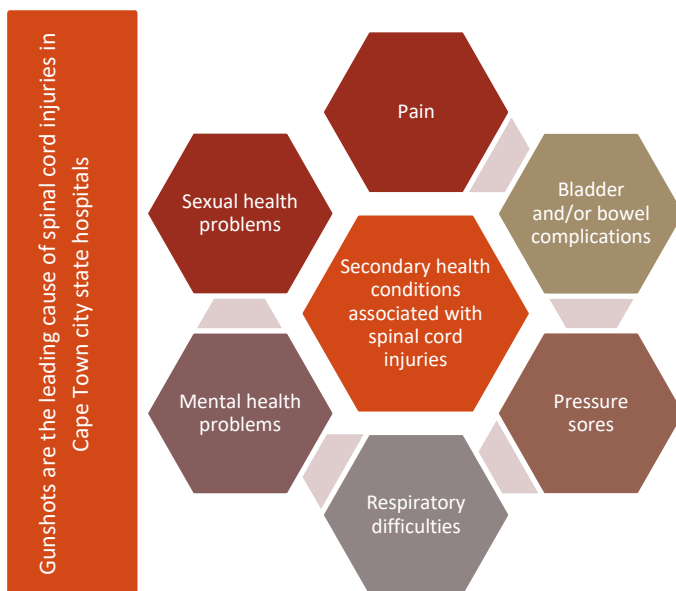 Gunshots are the leading cause of spinal cord injuries in
Cape Town city state hospitals
Pain
Bladder
and/or bowel
complications
Pressure
sores
Respiratory
difficulties
Mental health
problems
Sexual health
problems
Secondary health
conditions
associated with
spinal cord
injuries